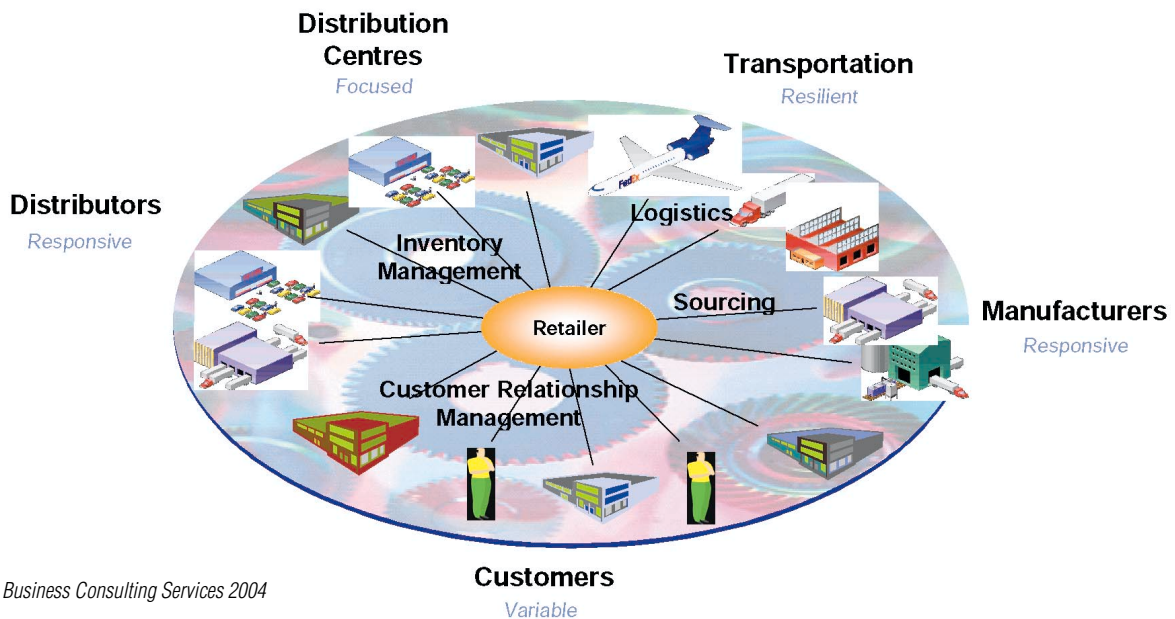 Distribution
Centres
Focused
Transportation
Resilient
Distributors
Responsive
FedEx
Logistics
Inventory
Management
Sourcing
Retailer
Manufacturers
Responsive
Customer Relationship
Management
Customers
Variable
Business Consulting Services 2004